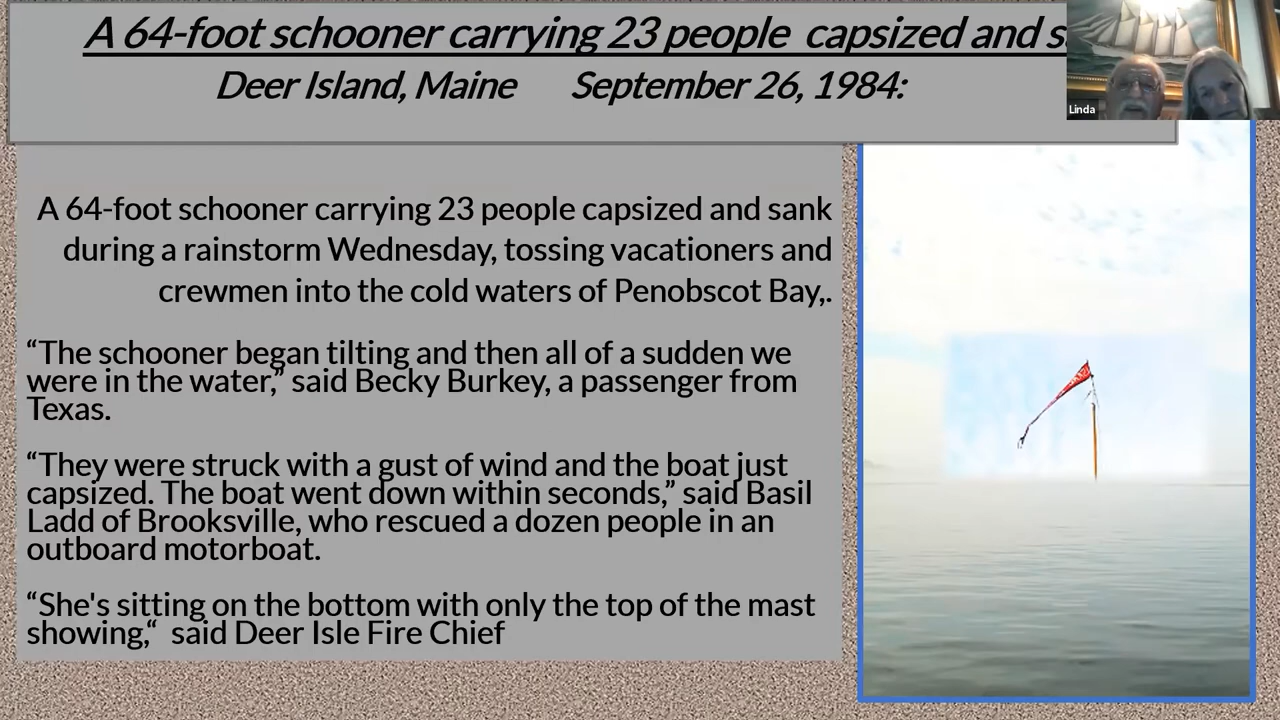 A 64-foot schooner carrying 23 people capsized and
Deer Island, Maine September 26, 1984:
Linda
A 64-foot schooner carrying 23 people capsized and sank
during a rainstorm Wednesday, tossing vacationers and
crewmen into the cold waters of Penobscot Bay,.
“The schooner began tilting and then all of a sudden we
were in the water,” said Becky Burkey, a passenger from
Texas.
“They were struck with a gust of wind and the boat just
capsized. The boat went down within seconds,” said Basil
Ladd of Brooksville, who rescued a dozen people in an
outboard motorboat.
“She's sitting on the bottom with only the top of the mast
showing,“ said Deer Isle Fire Chief